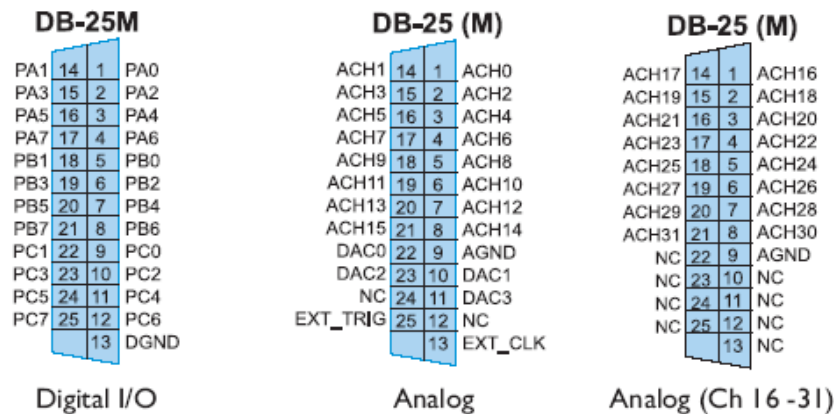 DB-25M
PA1 14 1 PA0
PA3 15 2 PA2
PA5 16 3 PA4
PA7 17 4 PA6
PB1 18 5 PB0
PB3 19 6 PB2
PB5 20 7 PB4
PB7 21 8 PB6
PC1 22 9 PC0
PC3 23 10 PC2
PC5 24 11 PC4
PC7 25 12 PC6
13 DGND
Digital I/O
DB-25 (M)
ACH1 14 1 ACH0
ACH3 15 2 ACH2
ACH5 16 3 ACH4
ACH7 17 4 ACH6
ACH9 18 5 ACH8
ACH11 19 6 ACH10
ACH13 20 7 ACH12
ACH15 21 8 ACH14
DAC0 22 9 AGND
DAC2 23 10 DAC1
NC 24 11 DAC3
EXT_TRIG 25 12 NC
13 EXT_CLK
Analog
DB-25 (M)
ACH17 14 1 ACH16
ACH19 15 2 ACH18
ACH21 16 3 ACH20
ACH23 17 4 ACH22
ACH25 18 5 ACH24
ACH27 19 6 ACH26
ACH29 20 7 ACH28
ACH31 21 8 ACH30
NC 22 9 AGND
NC 23 10 NC
NC 24 11 NC
NC 25 12 NC
13 NC
Analog (Ch 16 -31)